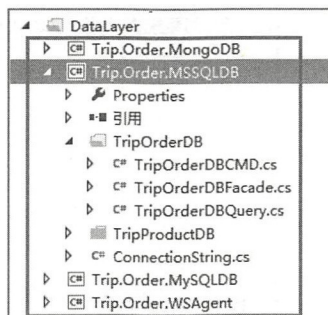 DataLayer
C# Trip.Order.MongoDB
C# Trip.Order.MSSQLDB
Properties
引用
TripOrderDB
C# TripOrderDBCMD.cs
C# TripOrderDBFacade.cs
C# TripOrderDBQuery.cs
TripProductDB
C# ConnectionString.cs
C# Trip.Order.MySQLDB
C# Trip.Order.WSAgent